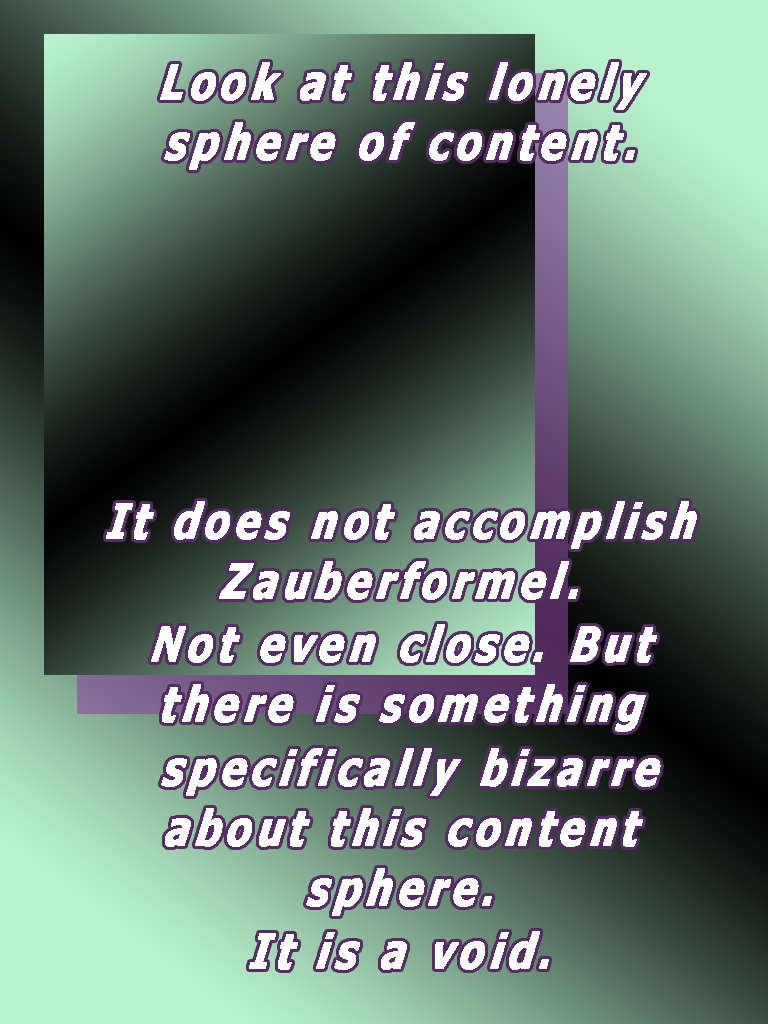 Look at this lonely
sphere of content.
It does not accomplish
Zauberformel.
Not even close. But
there is something
specifically bizarre
about this content
sphere.
It is a void.